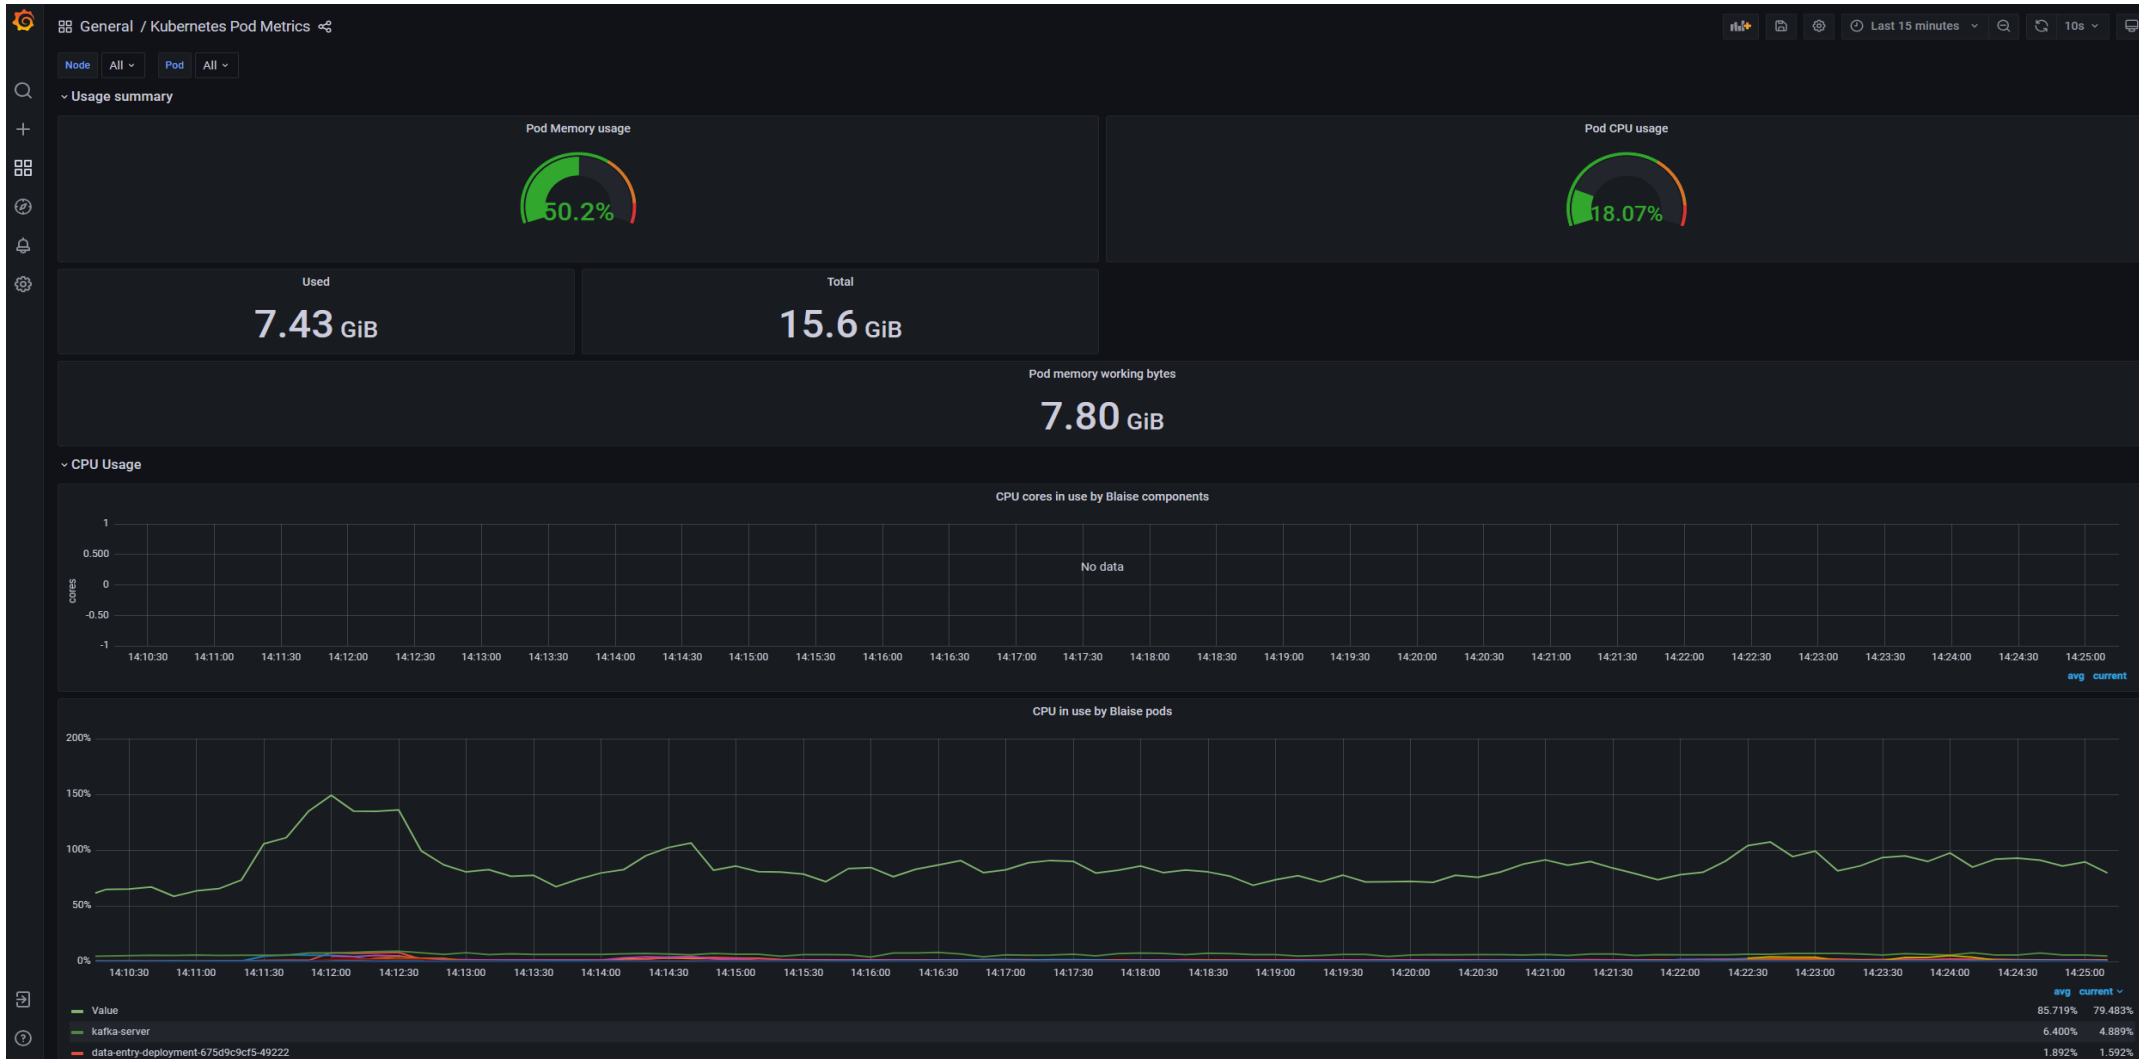 General / Kubernetes Pod Metrics
Last 15 minutes
10s
Node All Pod All
Usage summary
Pod Memory usage
50.2%
Pod CPU usage
18.07%
Used
7.43 GiB
Total
15.6 GiB
Pod memory working bytes
7.80 GiB
CPU Usage
CPU cores in use by Blaise components
cores
1
0.500
0
-0.50
-1
No data
14:10:30 14:11:00 14:11:30 14:12:00 14:12:30 14:13:00 14:13:30 14:14:00 14:14:30 14:15:00 14:15:30 14:16:00 14:16:30 14:17:00 14:17:30 14:18:00 14:18:30 14:19:00 14:19:30 14:20:00 14:20:30 14:21:00 14:21:30 14:22:00 14:22:30 14:23:00 14:23:30 14:24:00 14:24:30 14:25:00
avg current
CPU in use by Blaise pods
200%
150%
100%
50%
0%
14:10:30 14:11:00 14:11:30 14:12:00 14:12:30 14:13:00 14:13:30 14:14:00 14:14:30 14:15:00 14:15:30 14:16:00 14:16:30 14:17:00 14:17:30 14:18:00 14:18:30 14:19:00 14:19:30 14:20:00 14:20:30 14:21:00 14:21:30 14:22:00 14:22:30 14:23:00 14:23:30 14:24:00 14:24:30 14:25:00
avg current
Value 85.719% 79.483%
kafka-server 6.400% 4.889%
data-entry-deployment-675d9c9cf5-49222 1.892% 1.592%